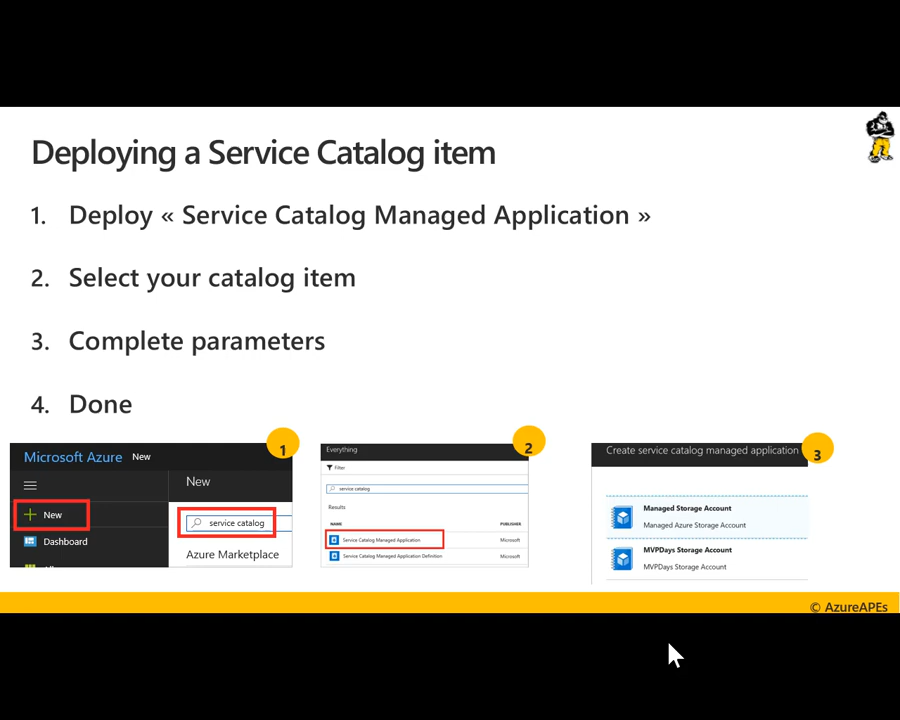 Deploying a Service Catalog item
1. Deploy « Service Catalog Managed Application »
2. Select your catalog item
3. Complete parameters
4. Done
1
Microsoft Azure New
New
New
service catalog
Dashboard
Azure Marketplace
2
Everything
Filter
service catalog
Results
NAME PUBLISHER
Service Catalog Managed Application Microsoft
Service Catalog Managed Application Definition Microsoft
3
Create service catalog managed application
Managed Storage Account
Managed Azure Storage Account
MVPDays Storage Account
MVPDays Storage Account
© AzureAPEs